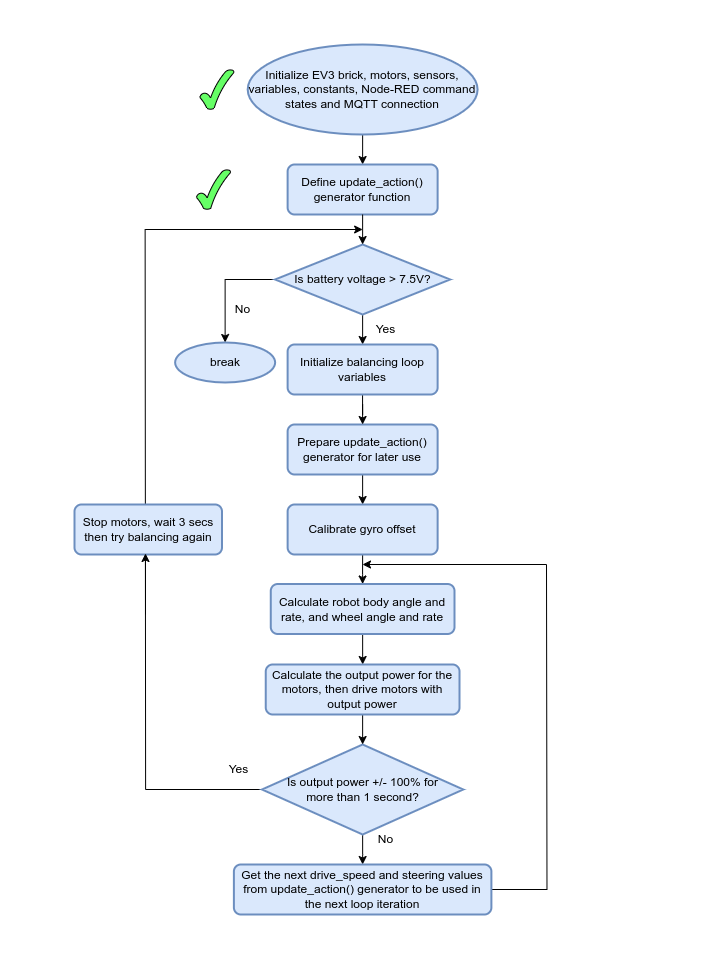 Initialize EV3 brick, motors, sensors,
variables, constants, Node-RED command
states and MQTT connection
Define update_action()
generator function
Is battery voltage > 7.5V?
No
Yes
break
Initialize balancing loop
variables
Prepare update_action()
generator for later use
Stop motors, wait 3 secs
then try balancing again
Calibrate gyro offset
Calculate robot body angle and
rate, and wheel angle and rate
Calculate the output power for the
motors, then drive motors with
output power
Yes
Is output power +/- 100% for
more than 1 second?
No
Get the next drive_speed and steering values
from update_action() generator to be used in
the next loop iteration